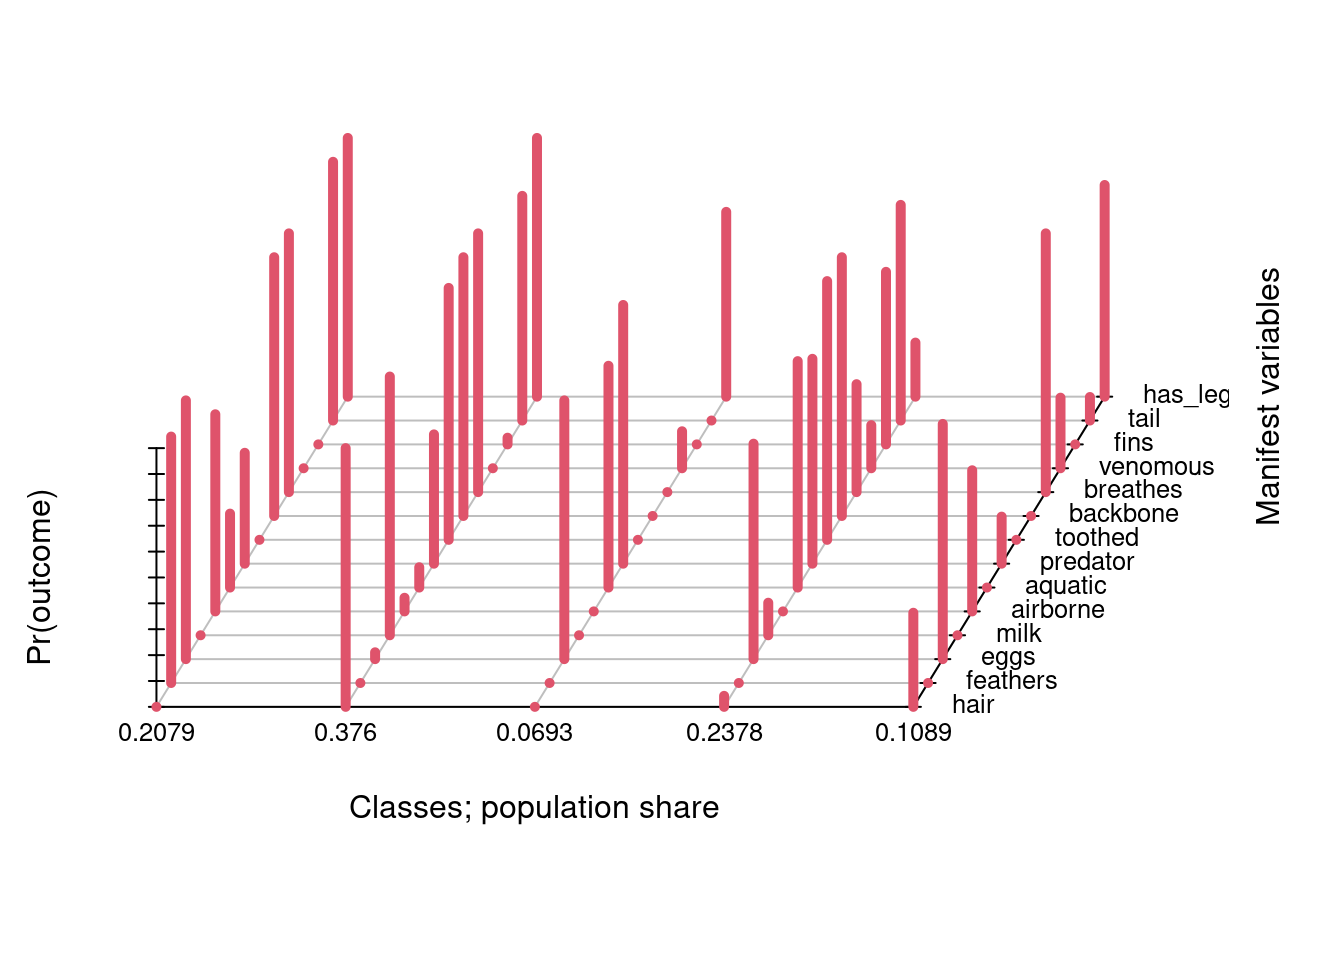 has_leg
tail
fins
venomous
breathes
backbone
toothed
predator
aquatic
airborne
milk
eggs
feathers
hair
Manifest variables
Pr(outcome)
0.2079 0.376 0.0693 0.2378 0.1089
Classes; population share